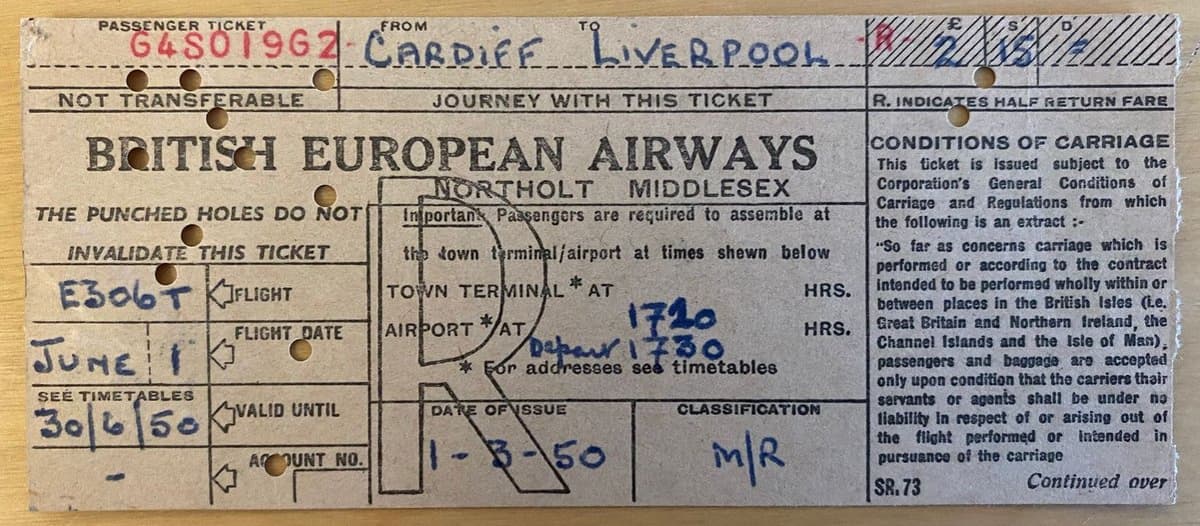 PASSENGER TICKET
G4S01962
FROM
CARDIFF
TO
LIVERPOOL
-R
£ S D
2 15 -
NOT TRANSFERABLE
JOURNEY WITH THIS TICKET
R. INDICATES HALF RETURN FARE
BRITISH EUROPEAN AIRWAYS
NORTHOLT MIDDLESEX
R
THE PUNCHED HOLES DO NOT
INVALIDATE THIS TICKET
E306T FLIGHT
JUNE 1 FLIGHT DATE
SEE TIMETABLES
30/6/50 VALID UNTIL
- ACCOUNT NO.
Important Passengers are required to assemble at
the town terminal/airport at times shown below
TOWN TERMINAL * AT HRS.
AIRPORT * AT 1720 HRS.
Depart 1730
* For addresses see timetables
DATE OF ISSUE
1-3-50
CLASSIFICATION
M/R
CONDITIONS OF CARRIAGE
This ticket is issued subject to the
Corporation's General Conditions of
Carriage and Regulations from which
the following is an extract :-
"So far as concerns carriage which is
performed or according to the contract
intended to be performed wholly within or
between places in the British Isles (i.e.
Great Britain and Northern Ireland, the
Channel Islands and the Isle of Man),
passengers and baggage are accepted
only upon condition that the carriers their
servants or agents shall be under no
liability in respect of or arising out of
the flight performed or intended in
pursuance of the carriage
SR. 73
Continued over